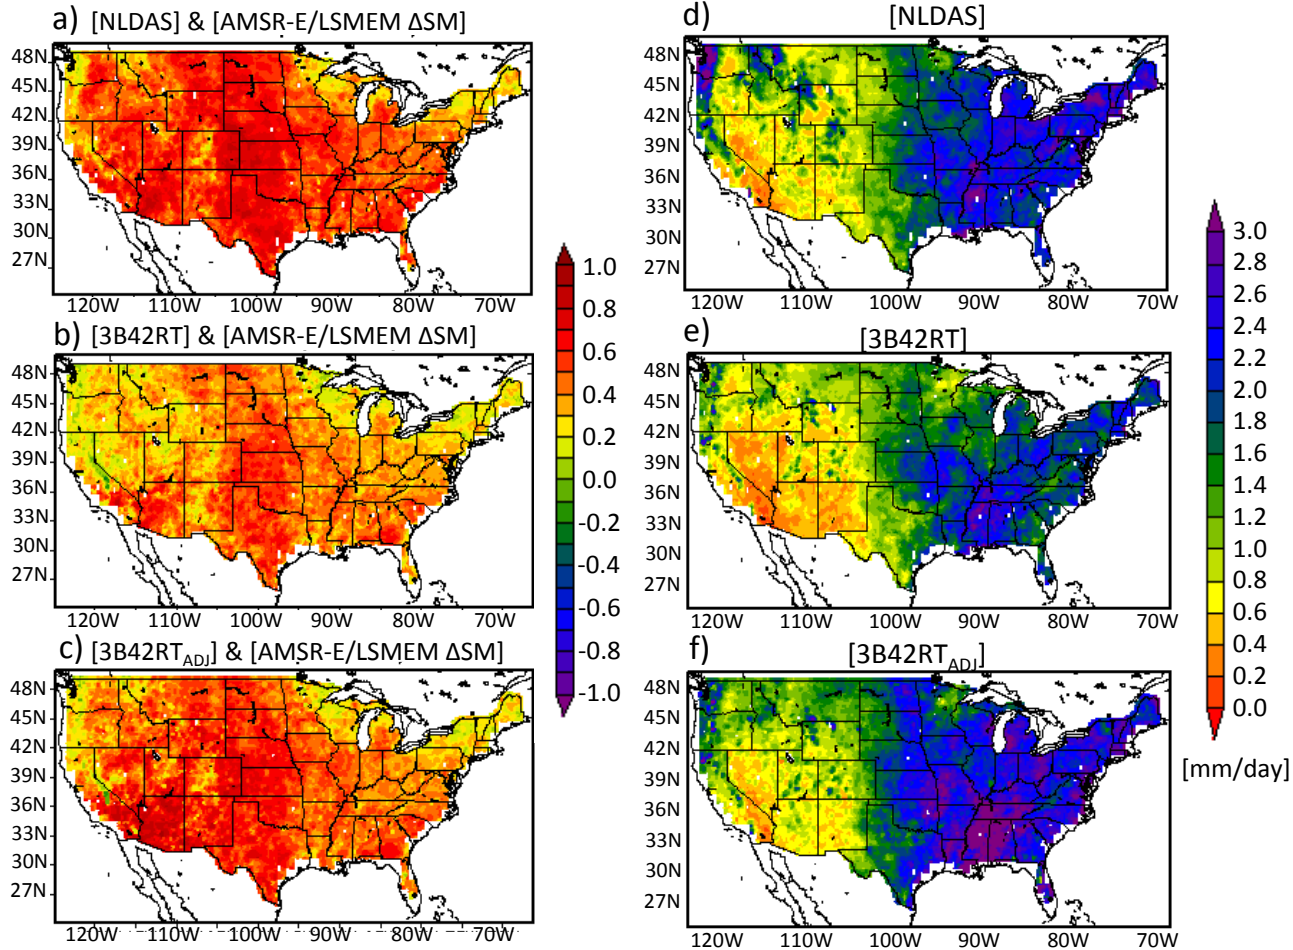 a) [NLDAS] & [AMSR-E/LSMEM ΔSM]
48N
45N
42N
39N
36N
33N
30N
27N
120W 110W 100W 90W 80W 70W
b) [3B42RT] & [AMSR-E/LSMEM ΔSM]
48N
45N
42N
39N
36N
33N
30N
27N
120W 110W 100W 90W 80W 70W
c) [3B42RT_ADJ] & [AMSR-E/LSMEM ΔSM]
48N
45N
42N
39N
36N
33N
30N
27N
120W 110W 100W 90W 80W 70W
1.0
0.8
0.6
0.4
0.2
0.0
-0.2
-0.4
-0.6
-0.8
-1.0
d) [NLDAS]
48N
45N
42N
39N
36N
33N
30N
27N
120W 110W 100W 90W 80W 70W
e) [3B42RT]
48N
45N
42N
39N
36N
33N
30N
27N
120W 110W 100W 90W 80W 70W
f) [3B42RT_ADJ]
48N
45N
42N
39N
36N
33N
30N
27N
120W 110W 100W 90W 80W 70W
3.0
2.8
2.6
2.4
2.2
2.0
1.8
1.6
1.4
1.2
1.0
0.8
0.6
0.4
0.2
0.0
[mm/day]